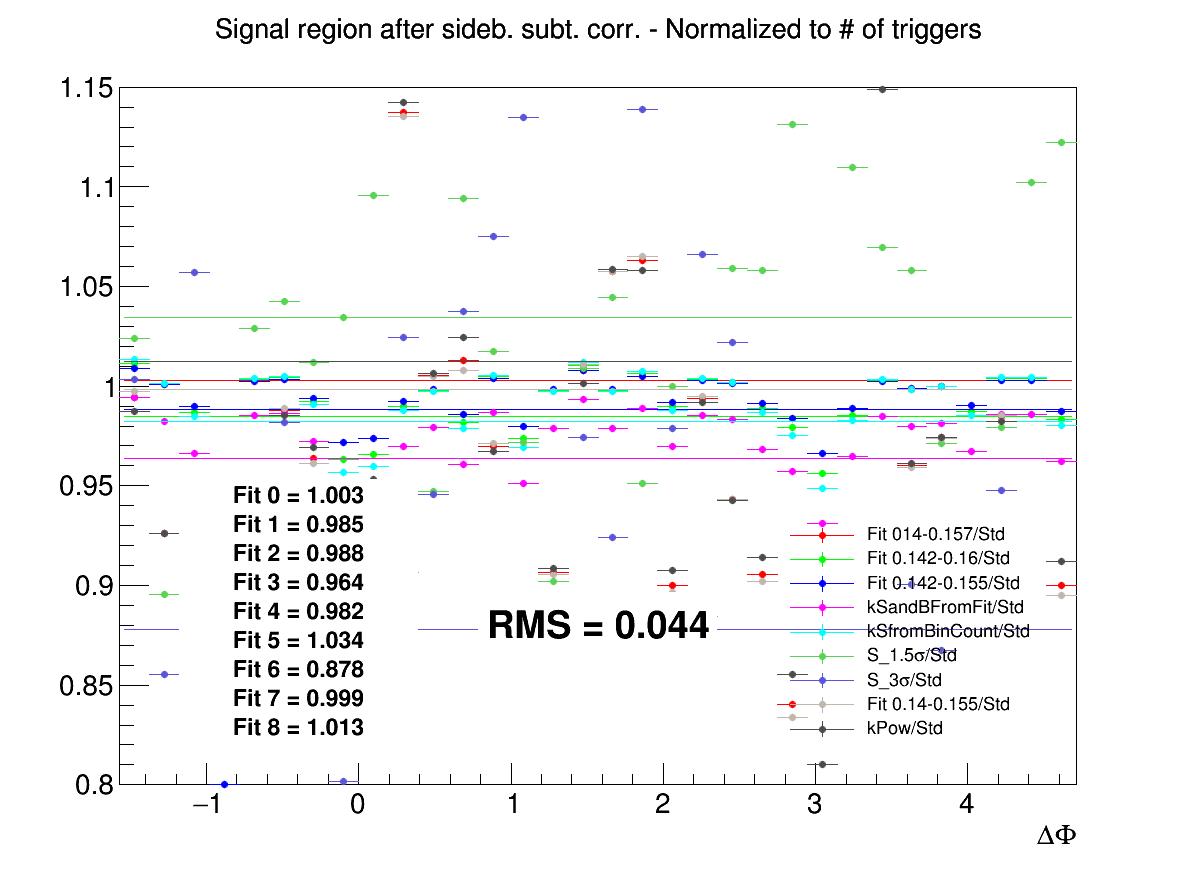 Signal region after sideb. subt. corr. - Normalized to # of triggers
1.15
1.1
1.05
1
0.95
0.9
0.85
0.8
Fit 0 = 1.003
Fit 1 = 0.985
Fit 2 = 0.988
Fit 3 = 0.964
Fit 4 = 0.982
Fit 5 = 1.034
Fit 6 = 0.878
Fit 7 = 0.999
Fit 8 = 1.013
RMS = 0.044
Fit 014-0.157/Std
Fit 0.142-0.16/Std
Fit 0.142-0.155/Std
kSandBFromFit/Std
kSfromBinCount/Std
S_1.5σ/Std
S_3σ/Std
Fit 0.14-0.155/Std
kPow/Std
−1 0 1 2 3 4
ΔΦ